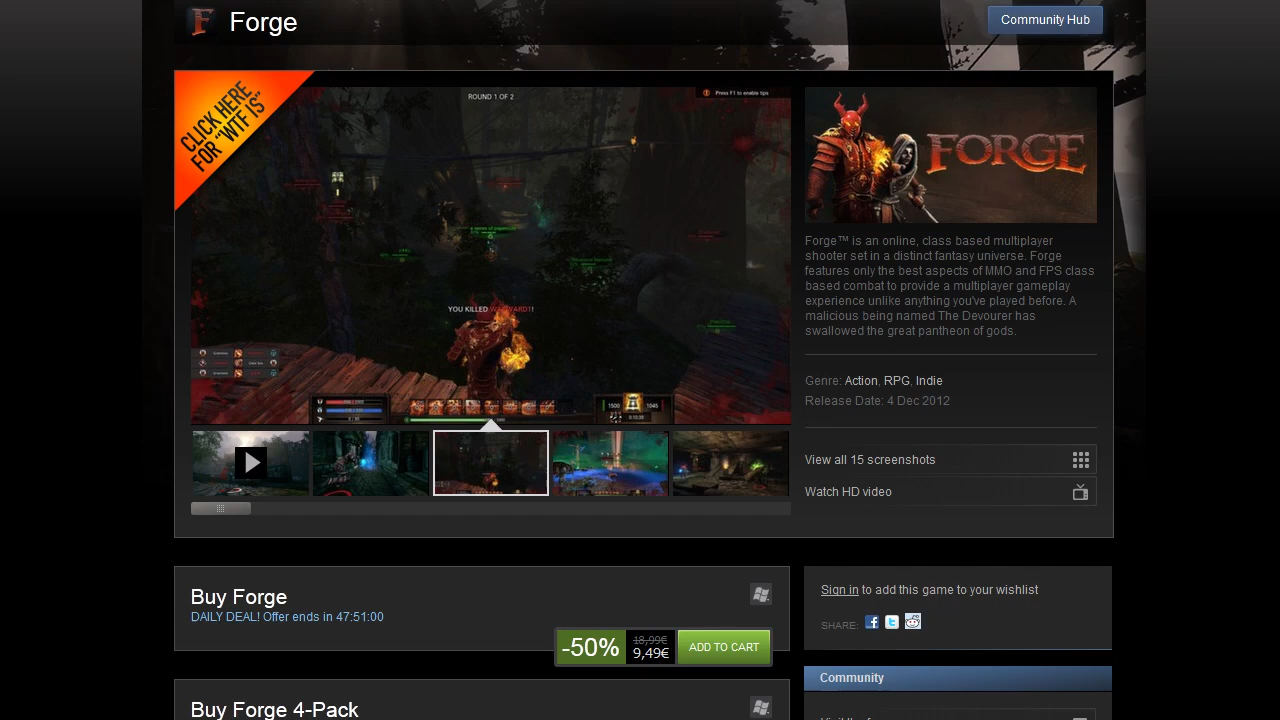 Forge
Community Hub
CLICK HERE
FOR "WTF IS"
ROUND 1 OF 2
Press F1 to enable tips
YOU KILLED
1500
1045
FORGE
Forge™ is an online, class based multiplayer
shooter set in a distinct fantasy universe. Forge
features only the best aspects of MMO and FPS class
based combat to provide a multiplayer gameplay
experience unlike anything you've played before. A
malicious being named The Devourer has
swallowed the great pantheon of gods.
Genre: Action, RPG, Indie
Release Date: 4 Dec 2012
View all 15 screenshots
Watch HD video
Buy Forge
DAILY DEAL! Offer ends in 47:51:00
-50%
18,99€
9,49€
ADD TO CART
Sign in to add this game to your wishlist
SHARE:
Community
Buy Forge 4-Pack